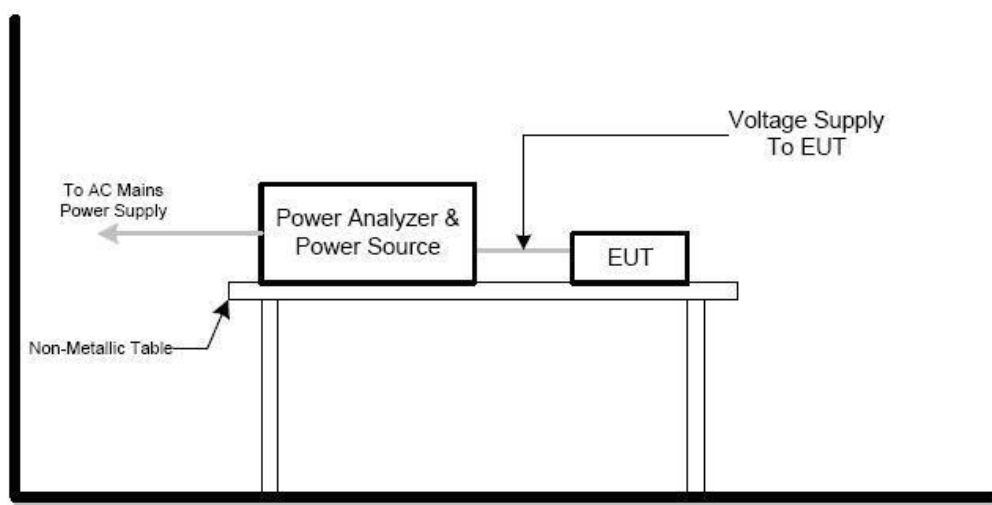 Voltage Supply
To EUT
To AC Mains
Power Supply
Power Analyzer &
Power Source
EUT
Non-Metallic Table